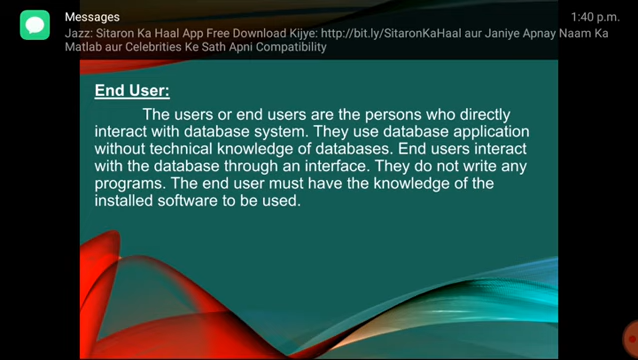 Messages
1:40 p.m.
Jazz: Sitaron Ka Haal App Free Download Kijye: http://bit.ly/SitaronKaHaal aur Janiye Apnay Naam Ka
Matlab aur Celebrities Ke Sath Apni Compatibility
End User:
The users or end users are the persons who directly
interact with database system. They use database application
without technical knowledge of databases. End users interact
with the database through an interface. They do not write any
programs. The end user must have the knowledge of the
installed software to be used.